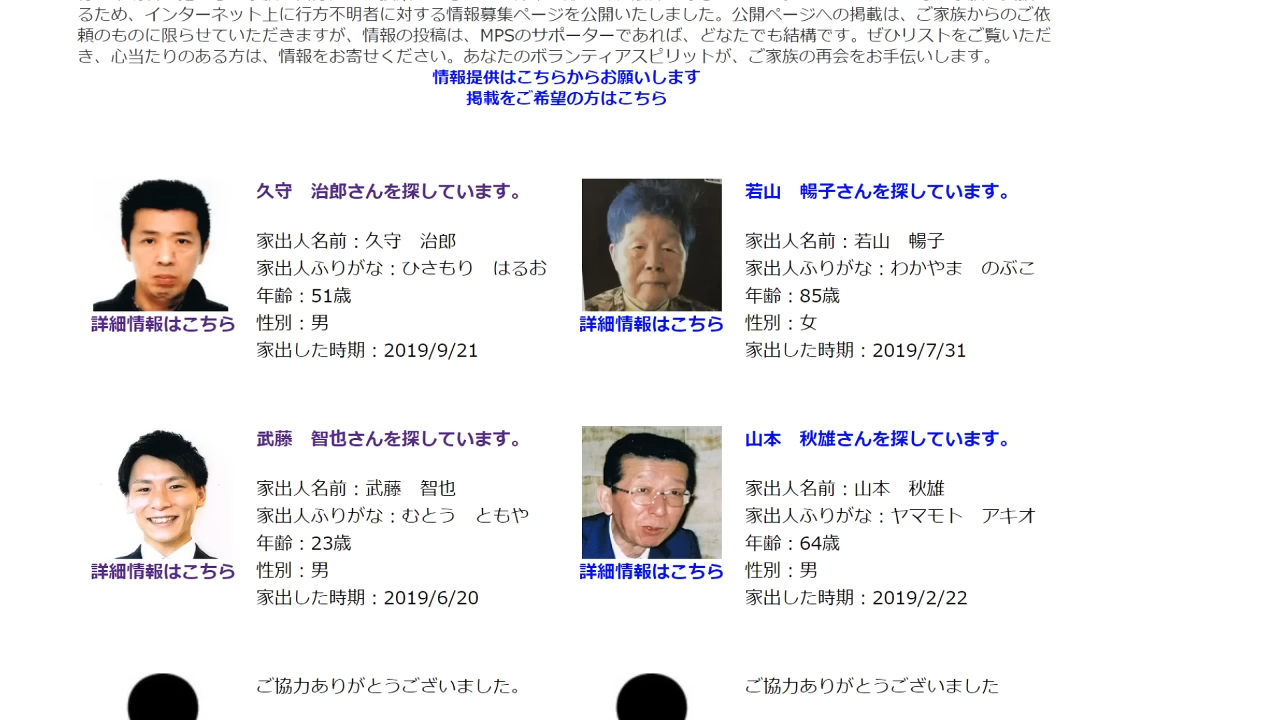 るため、インターネット上に行方不明者に対する情報募集ページを公開いたしました。公開ページへの掲載は、ご家族からのご依
頼のものに限らせていただきますが、情報の投稿は、MPSのサポーターであれば、どなたでも結構です。ぜひリストをご覧いただ
き、心当たりのある方は、情報をお寄せください。あなたのボランティアスピリットが、ご家族の再会をお手伝いします。
情報提供はこちらからお願いします
掲載をご希望の方はこちら
久守　治郎さんを探しています。
家出人名前：久守　治郎
家出人ふりがな：ひさもり　はるお
年齢：51歳
性別：男
家出した時期：2019/9/21
詳細情報はこちら
若山　暢子さんを探しています。
家出人名前：若山　暢子
家出人ふりがな：わかやま　のぶこ
年齢：85歳
性別：女
家出した時期：2019/7/31
詳細情報はこちら
武藤　智也さんを探しています。
家出人名前：武藤　智也
家出人ふりがな：むとう　ともや
年齢：23歳
性別：男
家出した時期：2019/6/20
詳細情報はこちら
山本　秋雄さんを探しています。
家出人名前：山本　秋雄
家出人ふりがな：ヤマモト　アキオ
年齢：64歳
性別：男
家出した時期：2019/2/22
詳細情報はこちら
ご協力ありがとうございました。
ご協力ありがとうございました